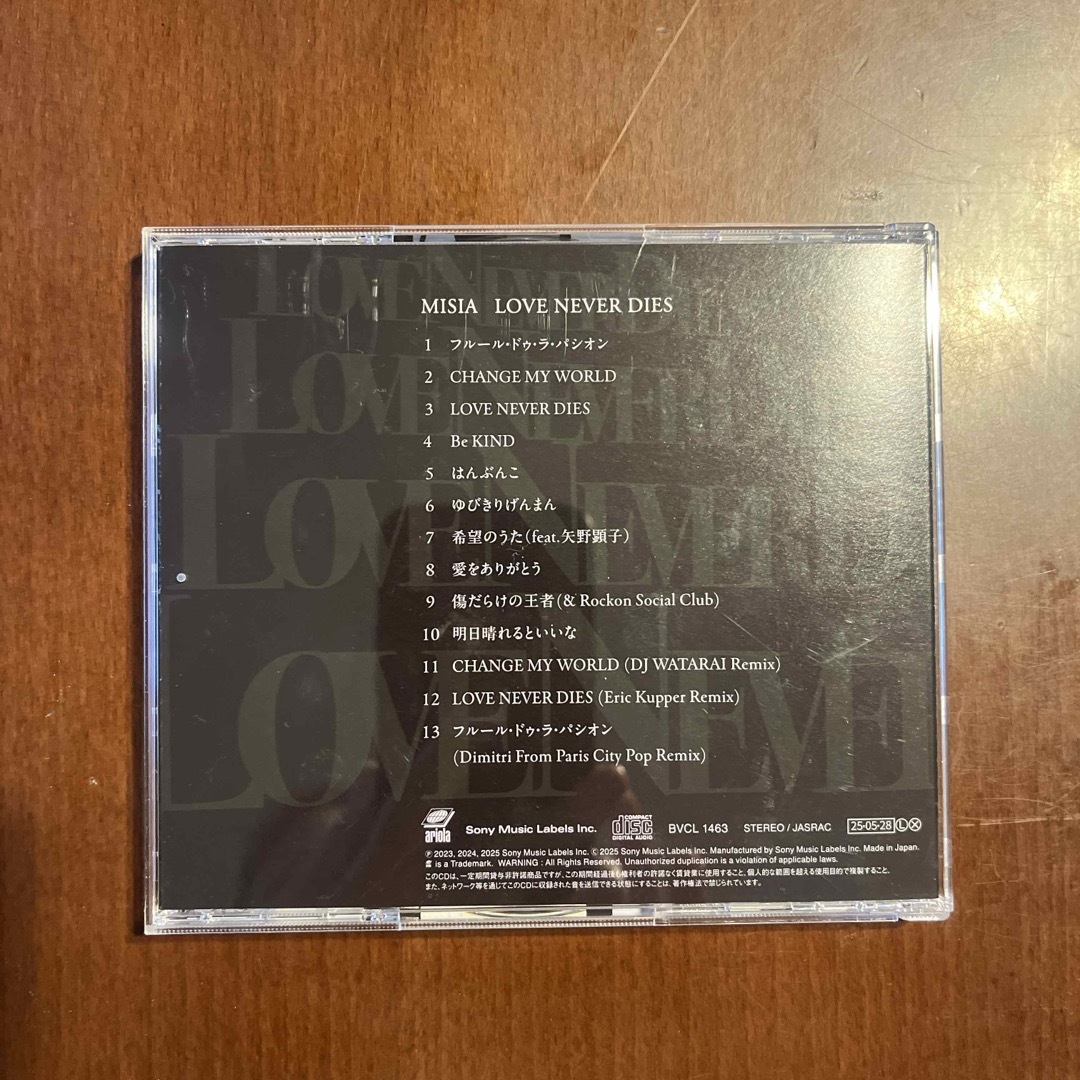 MISIA LOVE NEVER DIES
1 フルール・ドゥ・ラ・パシオン
2 CHANGE MY WORLD
3 LOVE NEVER DIES
4 Be KIND
5 はんぶんこ
6 ゆびきりげんまん
7 希望のうた(feat.矢野顕子)
8 愛をありがとう
9 傷だらけの王者(& Rockon Social Club)
10 明日晴れるといいな
11 CHANGE MY WORLD (DJ WATARAI Remix)
12 LOVE NEVER DIES (Eric Kupper Remix)
13 フルール・ドゥ・ラ・パシオン
(Dimitri From Paris City Pop Remix)
ariola Sony Music Labels Inc. COMPACT disc DIGITAL AUDIO BVCL 1463 STEREO / JASRAC 25-05-28 Ⓛ Ⓧ
Ⓟ 2023, 2024, 2025 Sony Music Labels Inc. © 2025 Sony Music Labels Inc. Manufactured by Sony Music Labels Inc. Made in Japan.
is a Trademark. WARNING : All Rights Reserved. Unauthorized duplication is a violation of applicable laws.
このCDは、一定期間貸与非許諾商品ですが、この期間経過後も権利者の許諾なく賃貸業に使用すること、個人的な範囲を超える使用目的で複製すること、
また、ネットワーク等を通じてこのCDに収録された音を送信できる状態にすることは、著作権法で禁じられています。